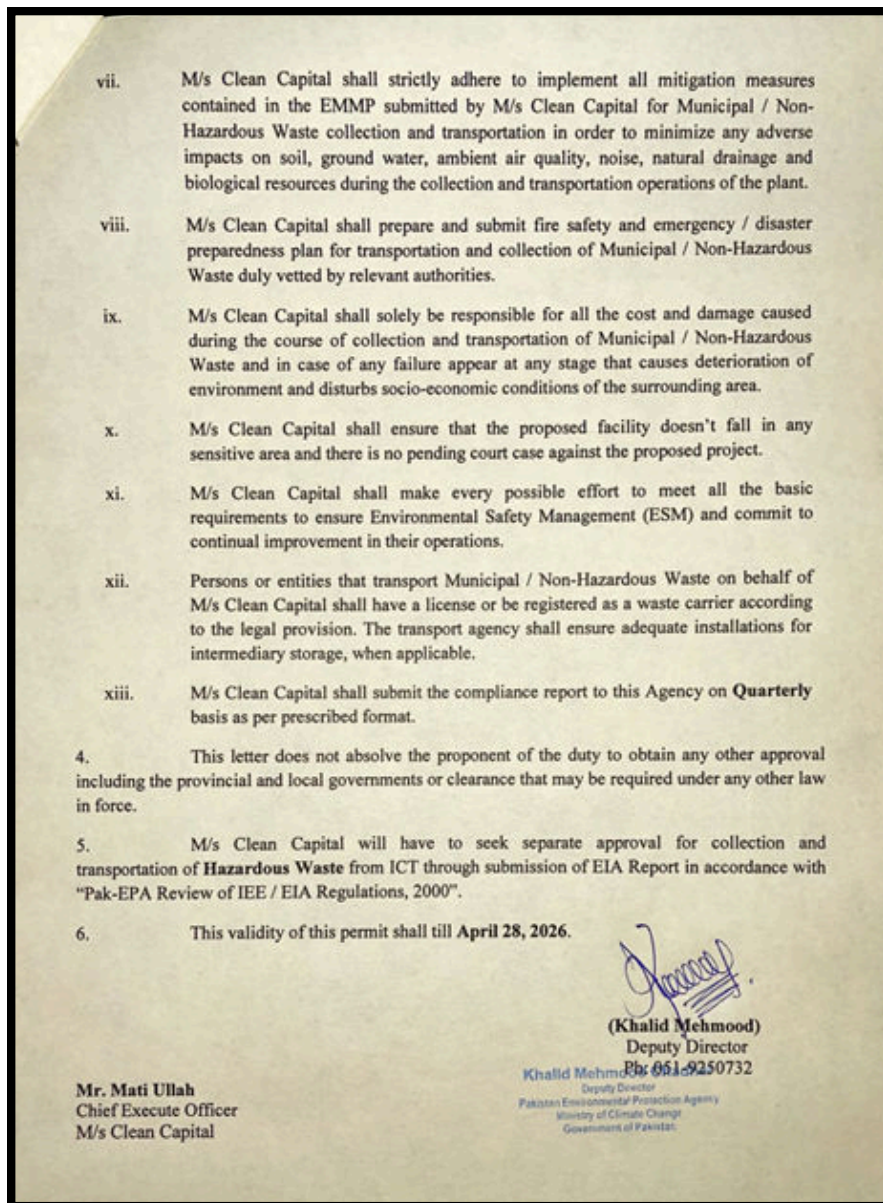 vii. M/s Clean Capital shall strictly adhere to implement all mitigation measures
contained in the EMMP submitted by M/s Clean Capital for Municipal / Non-
Hazardous Waste collection and transportation in order to minimize any adverse
impacts on soil, ground water, ambient air quality, noise, natural drainage and
biological resources during the collection and transportation operations of the plant.
viii. M/s Clean Capital shall prepare and submit fire safety and emergency / disaster
preparedness plan for transportation and collection of Municipal / Non-Hazardous
Waste duly vetted by relevant authorities.
ix. M/s Clean Capital shall solely be responsible for all the cost and damage caused
during the course of collection and transportation of Municipal / Non-Hazardous
Waste and in case of any failure appear at any stage that causes deterioration of
environment and disturbs socio-economic conditions of the surrounding area.
x. M/s Clean Capital shall ensure that the proposed facility doesn't fall in any
sensitive area and there is no pending court case against the proposed project.
xi. M/s Clean Capital shall make every possible effort to meet all the basic
requirements to ensure Environmental Safety Management (ESM) and commit to
continual improvement in their operations.
xii. Persons or entities that transport Municipal / Non-Hazardous Waste on behalf of
M/s Clean Capital shall have a license or be registered as a waste carrier according
to the legal provision. The transport agency shall ensure adequate installations for
intermediary storage, when applicable.
xiii. M/s Clean Capital shall submit the compliance report to this Agency on Quarterly
basis as per prescribed format.
4. This letter does not absolve the proponent of the duty to obtain any other approval
including the provincial and local governments or clearance that may be required under any other law
in force.
5. M/s Clean Capital will have to seek separate approval for collection and
transportation of Hazardous Waste from ICT through submission of EIA Report in accordance with
"Pak-EPA Review of IEE / EIA Regulations, 2000".
6. This validity of this permit shall till April 28, 2026.
(Khalid Mehmood)
Deputy Director
Ph: 051-9250732
Khalid Mehmood
Deputy Director
Pakistan Environmental Protection Agency
Ministry of Climate Change
Government of Pakistan
Mr. Mati Ullah
Chief Execute Officer
M/s Clean Capital